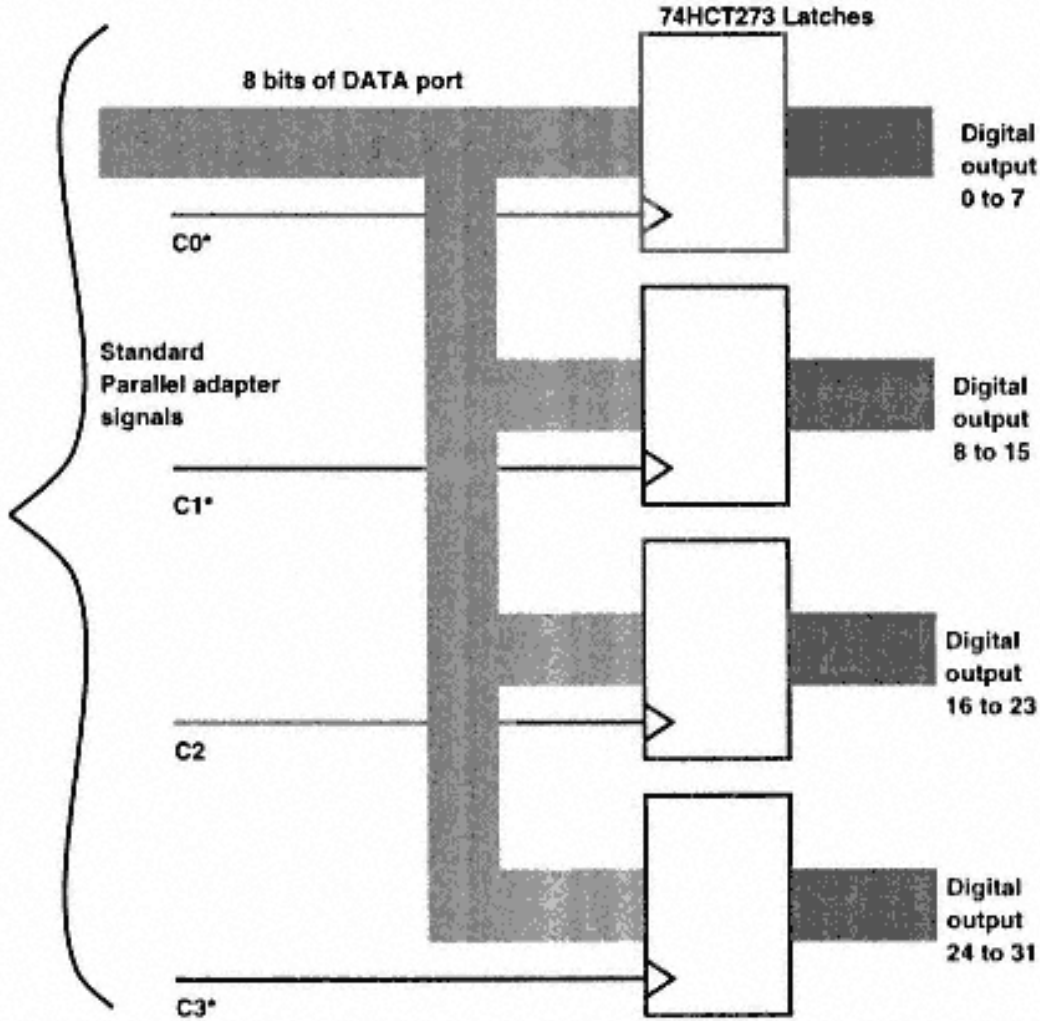 74HCT273 Latches
8 bits of DATA port
Digital
output
0 to 7
C0*
Standard
Parallel adapter
signals
Digital
output
8 to 15
C1*
Digital
output
16 to 23
C2
Digital
output
24 to 31
C3*